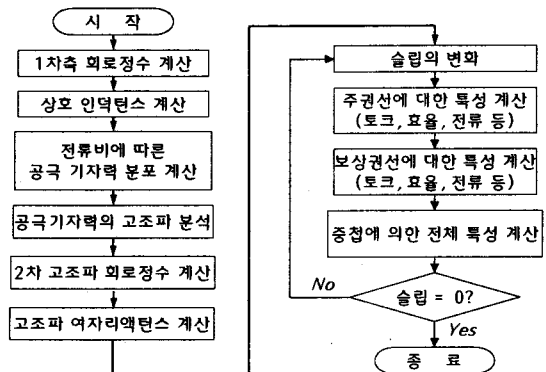 시 작
1차측 회로정수 계산
상호 인덕턴스 계산
전류비에 따른
공극 기자력 분포 계산
공극기자력의 고조파 분석
2차 고조파 회로정수 계산
고조파 여자리액턴스 계산
슬립의 변화
주권선에 대한 특성 계산
(토크, 효율, 전류 등)
보상권선에 대한 특성 계산
(토크, 효율, 전류 등)
중첩에 의한 전체 특성 계산
No
슬립 = 0?
Yes
종 료